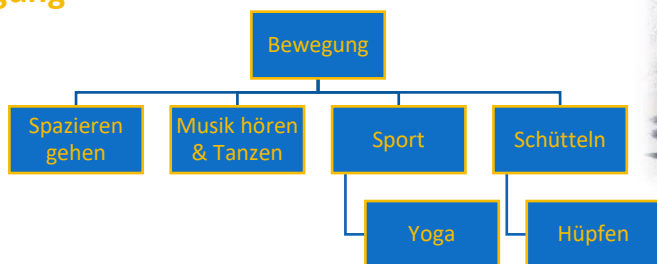 gung
Bewegung
Spazieren
gehen
Musik hören
& Tanzen
Sport
Schütteln
Yoga
Hüpfen